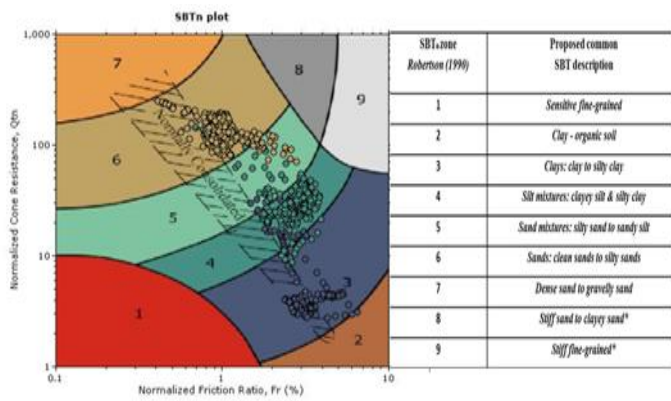 SBTn plot
1,000
100
10
1
0.1
1
10
Normalized Cone Resistance, Qtn
Normalized Friction Ratio, Fr (%)
7
8
9
6
5
4
3
1
2
Normally Consolidated
SBTn zone
Robertson (1990)
Proposed common
SBT description
1 Sensitive fine-grained
2 Clay - organic soil
3 Clays: clay to silty clay
4 Silt mixtures: clayey silt & silty clay
5 Sand mixtures: silty sand to sandy silt
6 Sands: clean sands to silty sands
7 Dense sand to gravelly sand
8 Stiff sand to clayey sand*
9 Stiff fine-grained*